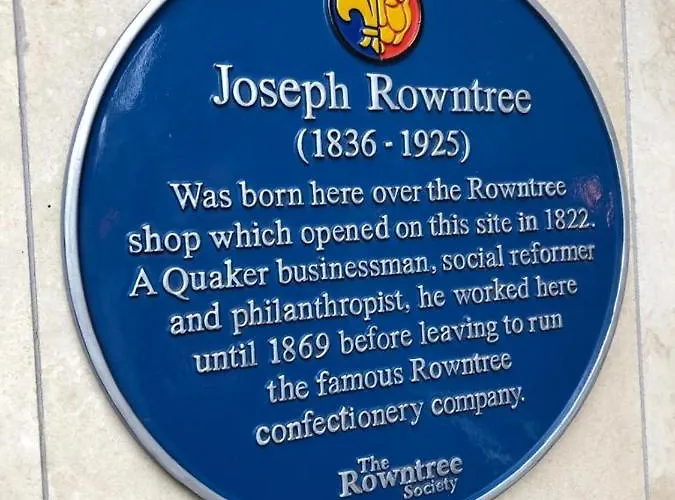 Joseph Rowntree
(1836 - 1925)
Was born here over the Rowntree
shop which opened on this site in 1822.
A Quaker businessman, social reformer
and philanthropist, he worked here
until 1869 before leaving to run
the famous Rowntree
confectionery company.
The
Rowntree
Society